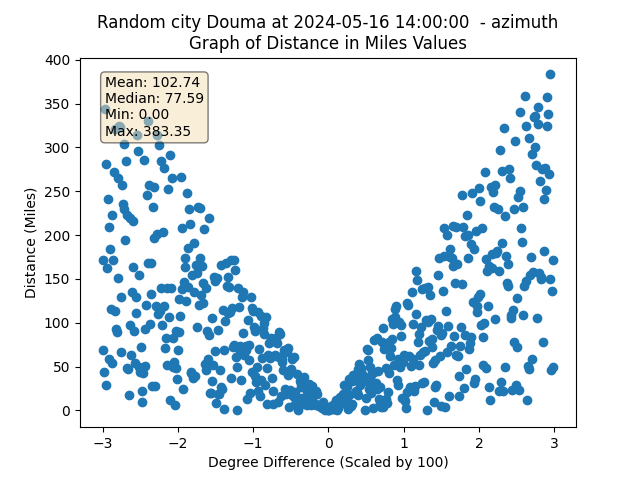 Random city Douma at 2024-05-16 14:00:00 - azimuth
Graph of Distance in Miles Values
Mean: 102.74
Median: 77.59
Min: 0.00
Max: 383.35
Distance (Miles)
400
350
300
250
200
150
100
50
0
−3 −2 −1 0 1 2 3
Degree Difference (Scaled by 100)